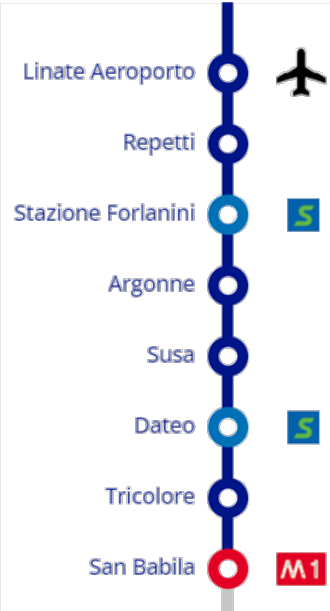 Linate Aeroporto
Repetti
Stazione Forlanini S
Argonne
Susa
Dateo S
Tricolore
San Babila M1